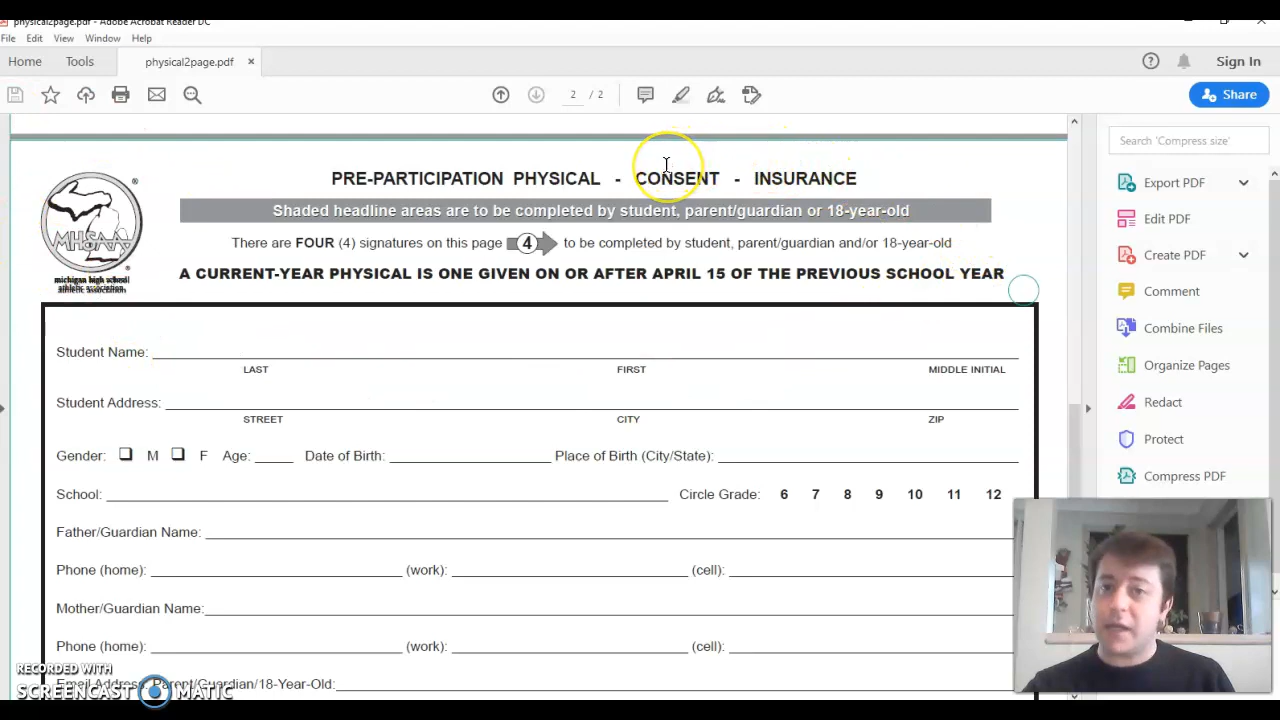 physical2page.pdf - Adobe Acrobat Reader DC
File Edit View Window Help
Home Tools physical2page.pdf × Sign In
2 / 2 Share
Search 'Compress size'
Export PDF
Edit PDF
Create PDF
Comment
Combine Files
Organize Pages
Redact
Protect
Compress PDF
PRE-PARTICIPATION PHYSICAL - CONSENT - INSURANCE
Shaded headline areas are to be completed by student, parent/guardian or 18-year-old
There are FOUR (4) signatures on this page 4 to be completed by student, parent/guardian and/or 18-year-old
A CURRENT-YEAR PHYSICAL IS ONE GIVEN ON OR AFTER APRIL 15 OF THE PREVIOUS SCHOOL YEAR
MHSAA ®
michigan high school
athletic association
Student Name:
LAST FIRST MIDDLE INITIAL
Student Address:
STREET CITY ZIP
Gender: M F Age: Date of Birth: Place of Birth (City/State):
School: Circle Grade: 6 7 8 9 10 11 12
Father/Guardian Name:
Phone (home): (work): (cell):
Mother/Guardian Name:
Phone (home): (work): (cell):
Email Address: Parent/Guardian/18-Year-Old:
RECORDED WITH
SCREENCAST MATIC